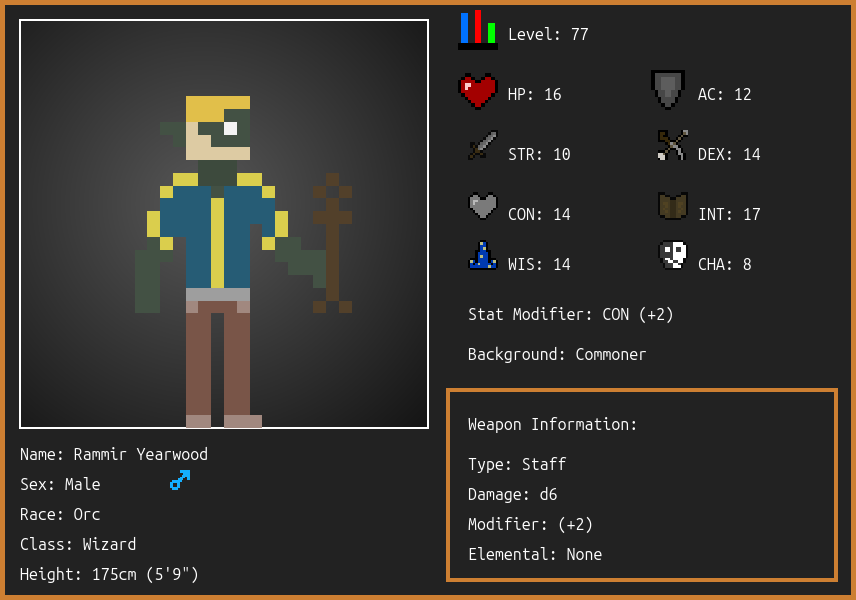 Level: 77
HP: 16
AC: 12
STR: 10
DEX: 14
CON: 14
INT: 17
WIS: 14
CHA: 8
Stat Modifier: CON (+2)
Background: Commoner
Weapon Information:
Type: Staff
Damage: d6
Modifier: (+2)
Elemental: None
Name: Rammir Yearwood
Sex: Male
Race: Orc
Class: Wizard
Height: 175cm (5'9")